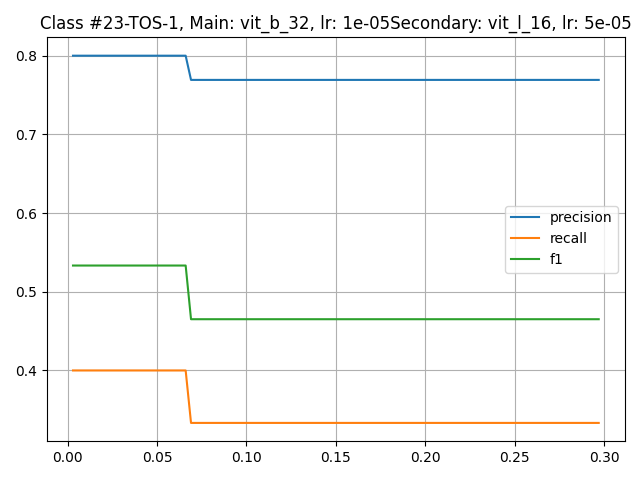 Class #23-TOS-1, Main: vit_b_32, lr: 1e-05Secondary: vit_l_16, lr: 5e-05
0.8
0.7
0.6
0.5
0.4
precision
recall
f1
0.00 0.05 0.10 0.15 0.20 0.25 0.30